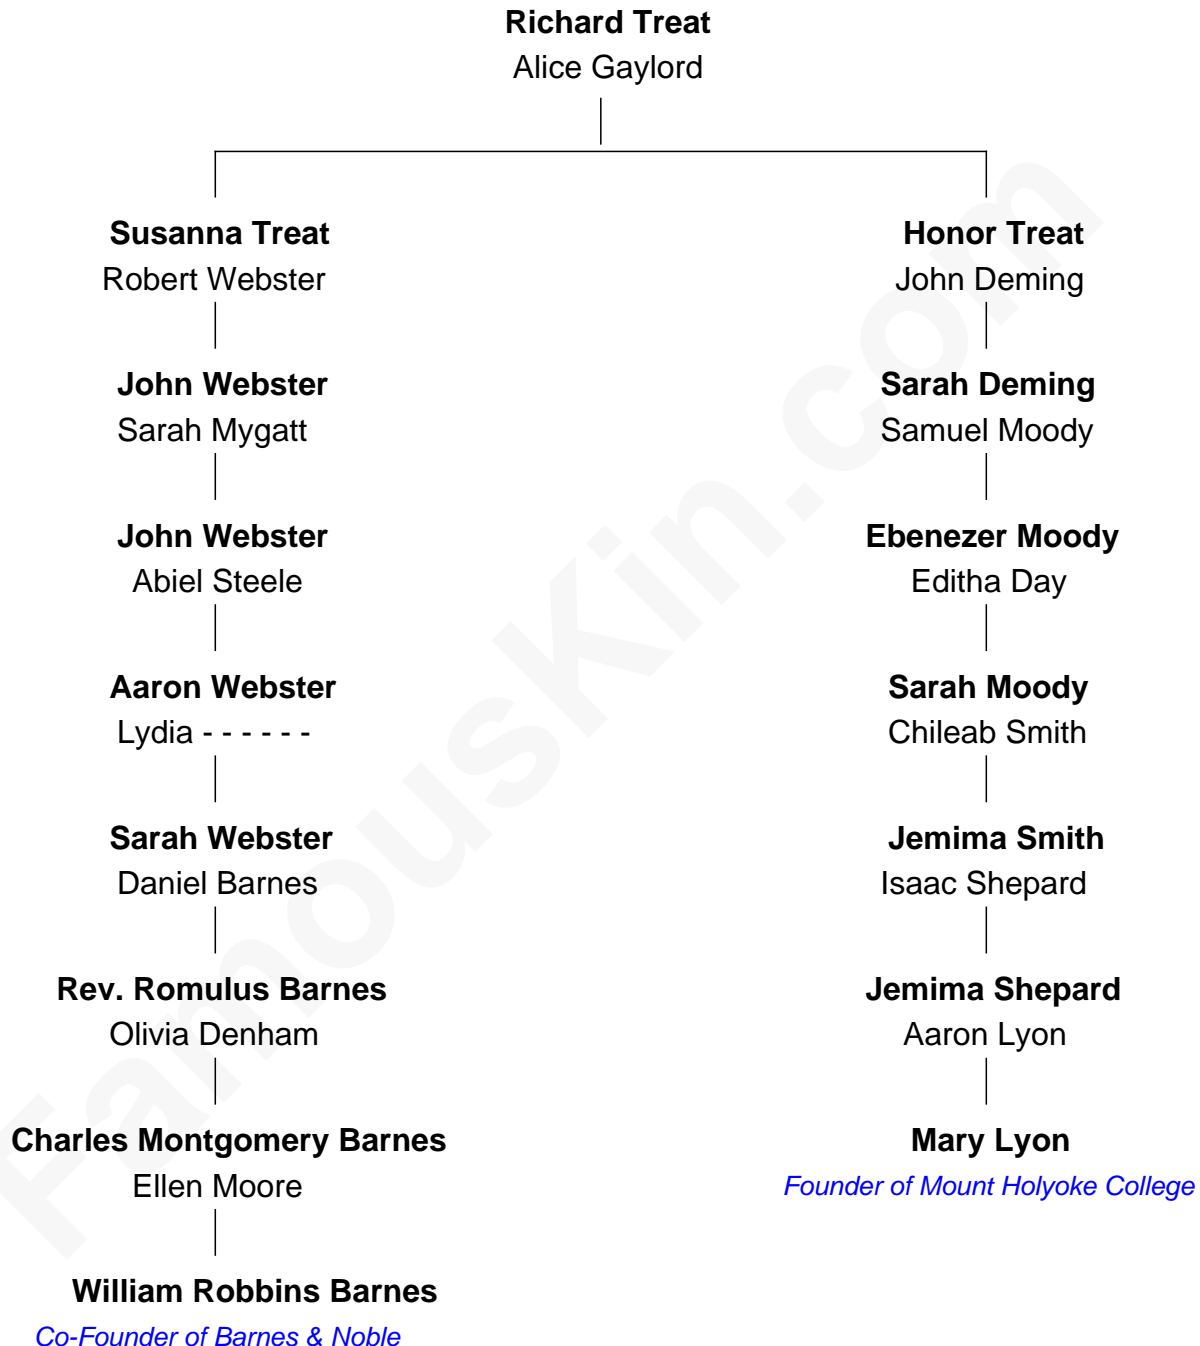 Richard Treat
Alice Gaylord
Susanna Treat
Robert Webster
Honor Treat
John Deming
John Webster
Sarah Mygatt
Sarah Deming
Samuel Moody
John Webster
Abiel Steele
Ebenezer Moody
Editha Day
Aaron Webster
Lydia - - - - - -
Sarah Moody
Chileab Smith
Sarah Webster
Daniel Barnes
Jemima Smith
Isaac Shepard
Rev. Romulus Barnes
Olivia Denham
Jemima Shepard
Aaron Lyon
Charles Montgomery Barnes
Ellen Moore
Mary Lyon
Founder of Mount Holyoke College
William Robbins Barnes
Co-Founder of Barnes & Noble
FamousKin.com